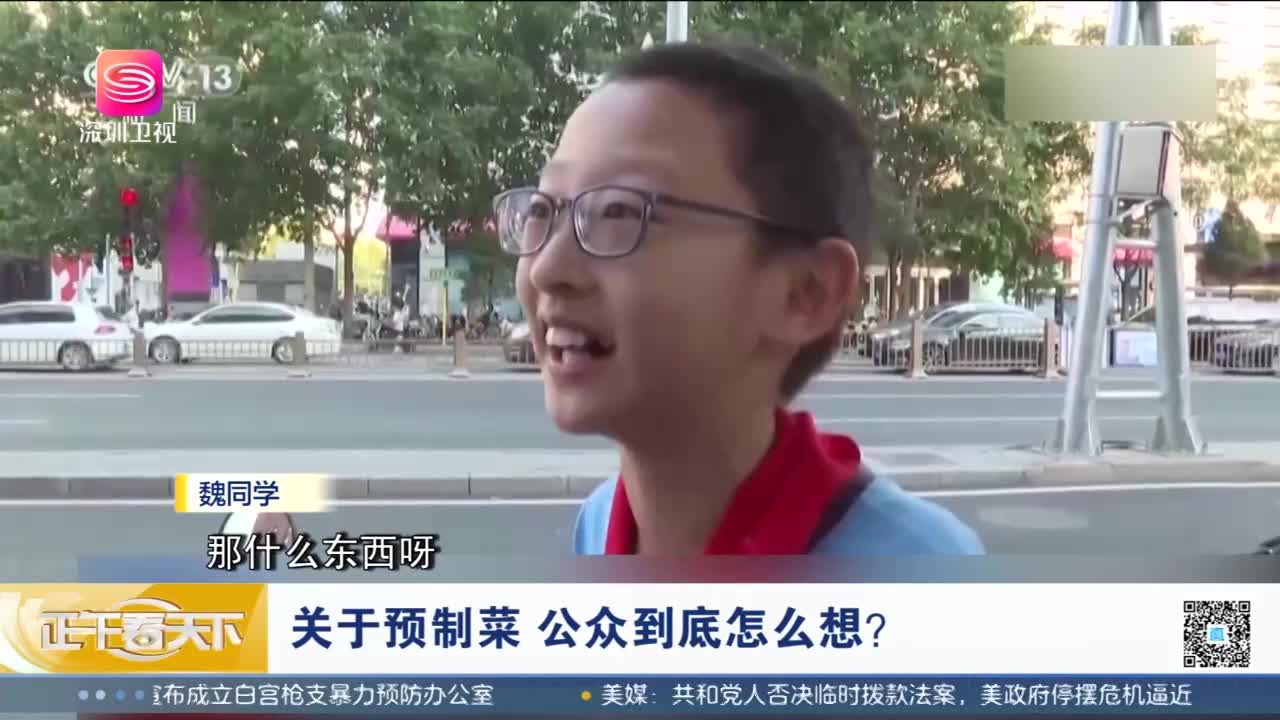 13
闻
深圳卫视
魏同学
那什么东西呀
正午看天下
关于预制菜 公众到底怎么想?
宣布成立白宫枪支暴力预防办公室
美媒：共和党人否决临时拨款法案，美政府停摆危机逼近